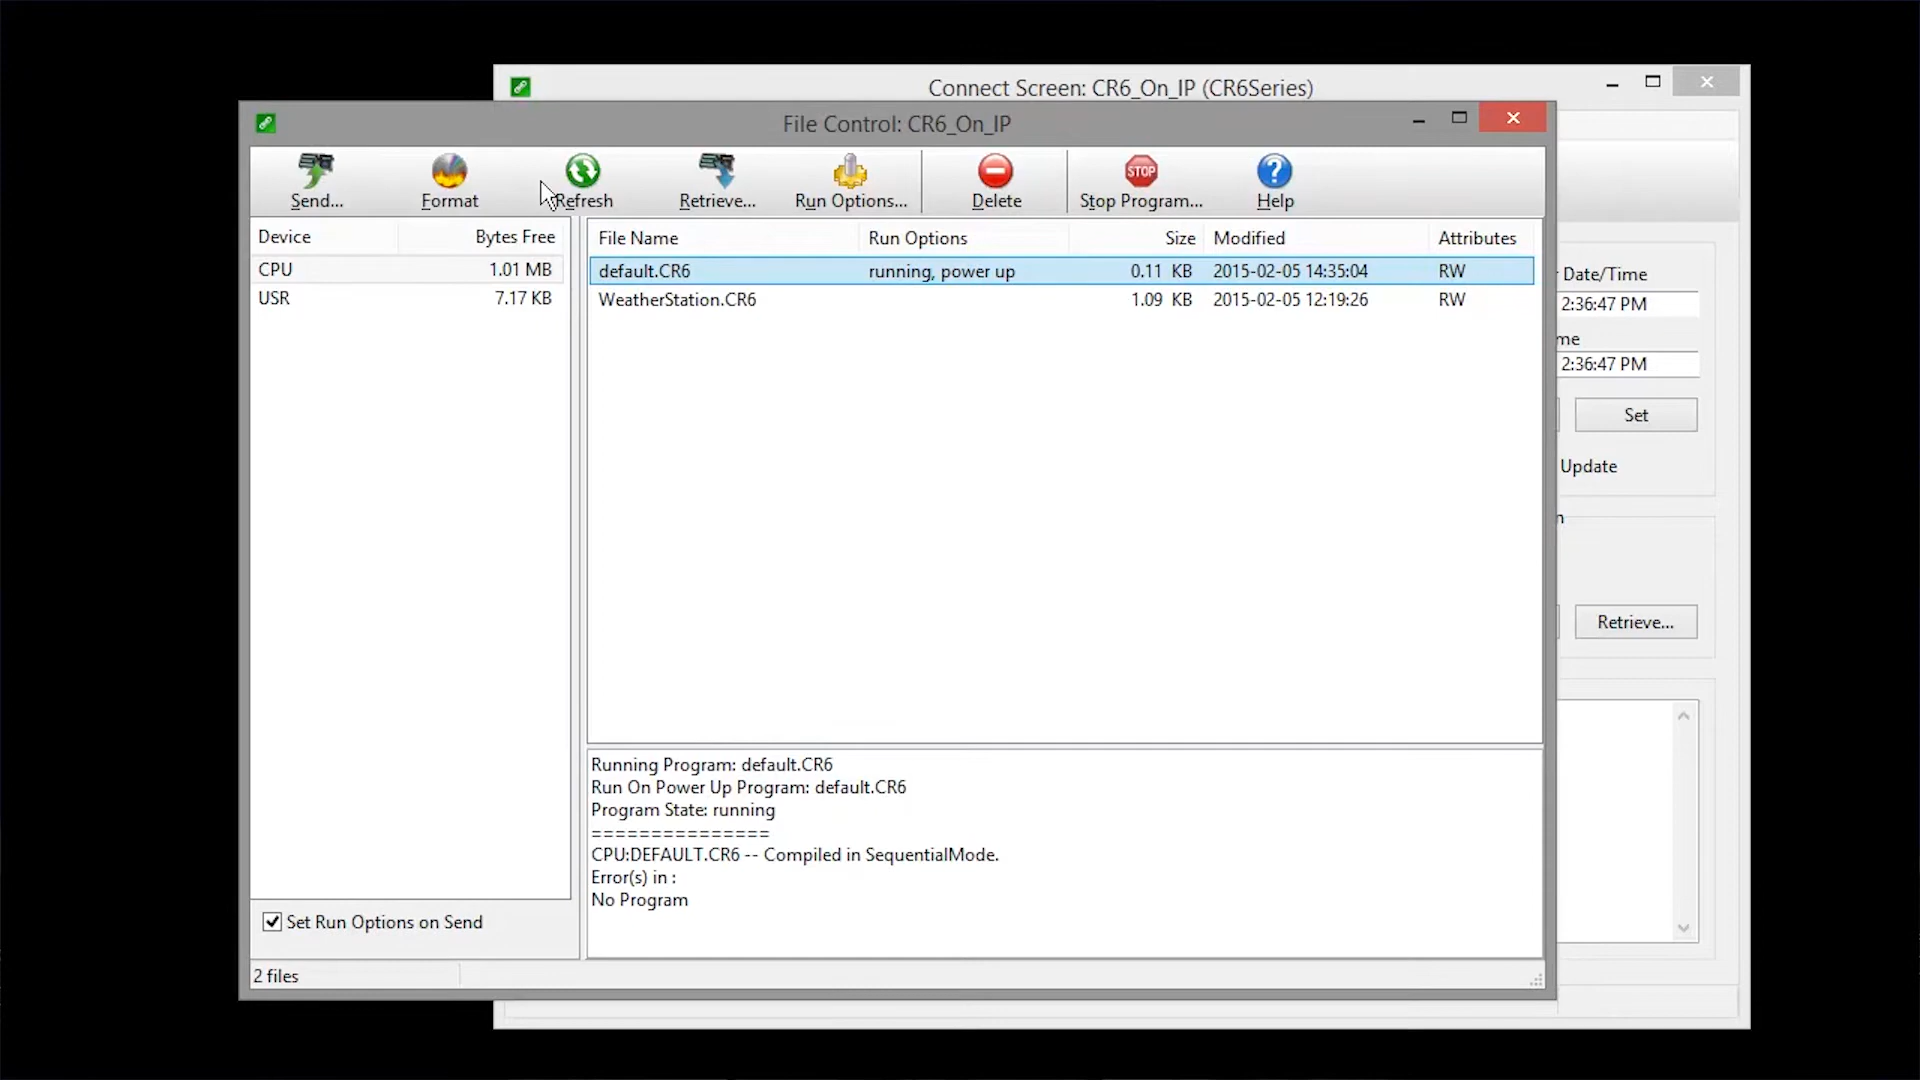 Connect Screen: CR6_On_IP (CR6Series)
File Control: CR6_On_IP
Send... Format Refresh Retrieve... Run Options... Delete STOP Stop Program... ? Help
Device Bytes Free
CPU 1.01 MB
USR 7.17 KB
File Name Run Options Size Modified Attributes
default.CR6 running, power up 0.11 KB 2015-02-05 14:35:04 RW
WeatherStation.CR6 1.09 KB 2015-02-05 12:19:26 RW
Date/Time
2:36:47 PM
me
2:36:47 PM
Set
Update
n
Retrieve...
Running Program: default.CR6
Run On Power Up Program: default.CR6
Program State: running
===============
CPU:DEFAULT.CR6 -- Compiled in SequentialMode.
Error(s) in :
No Program
Set Run Options on Send
2 files